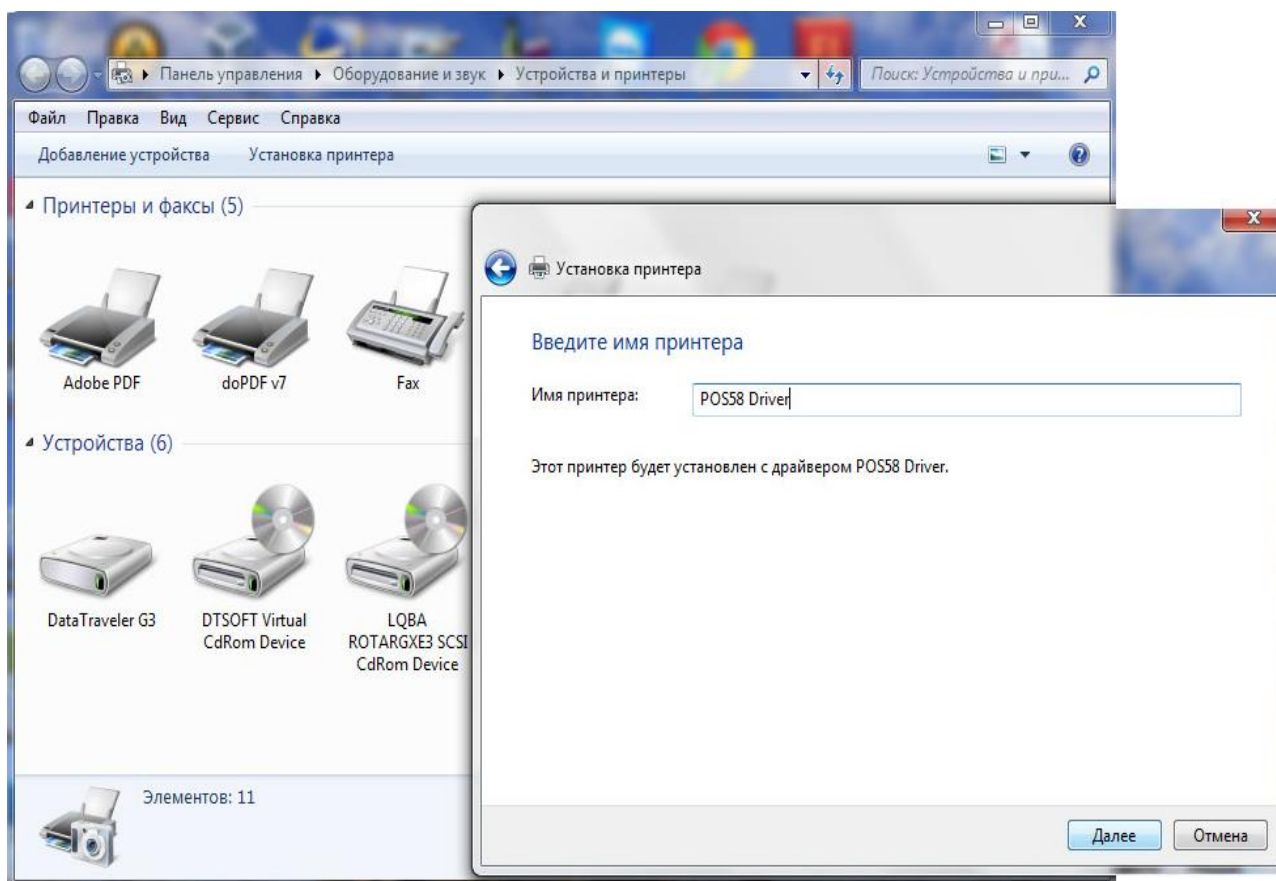 Панель управления ▸ Оборудование и звук ▸ Устройства и принтеры
Поиск: Устройства и при...
Файл Правка Вид Сервис Справка
Добавление устройства Установка принтера
Принтеры и факсы (5)
Adobe PDF
doPDF v7
Fax
Устройства (6)
DataTraveler G3
DTSOFT Virtual
CdRom Device
LQBA
ROTARGXE3 SCSI
CdRom Device
Элементов: 11
Установка принтера
Введите имя принтера
Имя принтера: POS58 Driver
Этот принтер будет установлен с драйвером POS58 Driver.
Далее Отмена